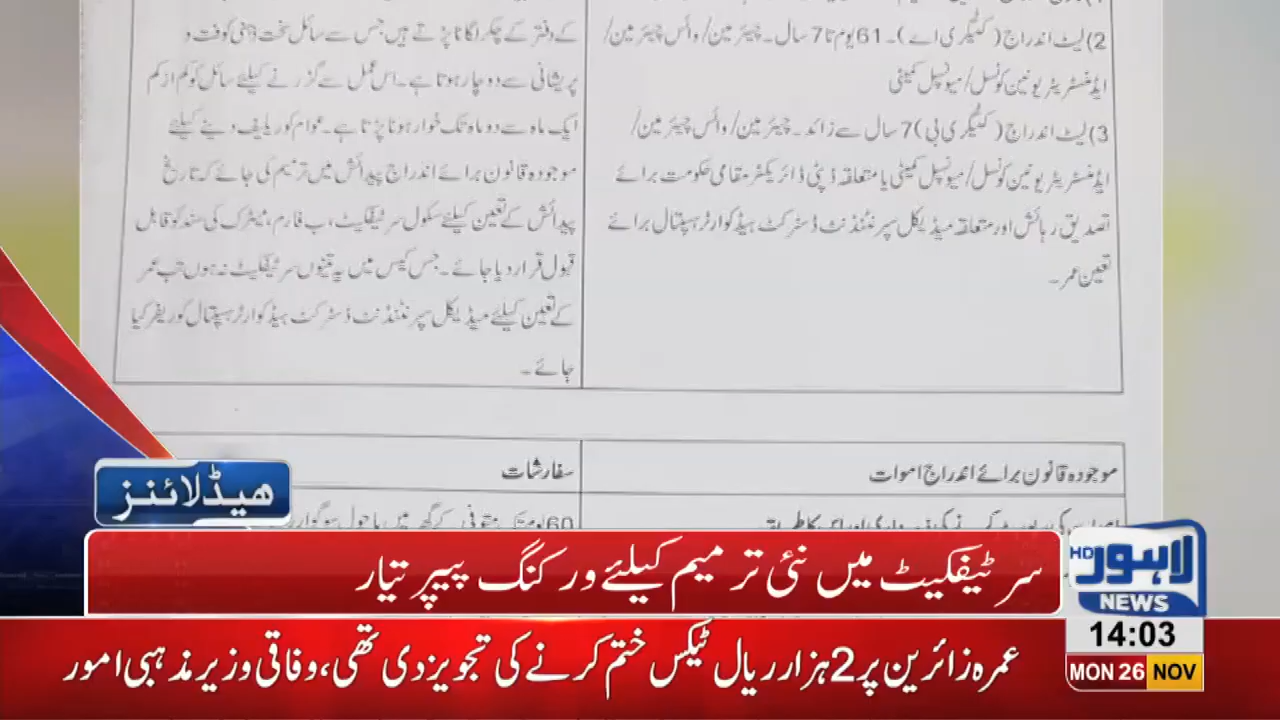 2) لیٹ اندراج (کٹیگری اے)۔ 61 یوم تا 7 سال۔ چیئرمین/ وائس چیئرمین/
ایڈمنسٹریٹر یونین کونسل/ میونسپل کمیٹی
3) لیٹ اندراج (کٹیگری بی) 7 سال سے زائد۔ چیئرمین/ وائس چیئرمین/
ایڈمنسٹریٹر یونین کونسل/ میونسپل کمیٹی یا متعلقہ ڈپٹی ڈائریکٹر مقامی حکومت برائے
تصدیق رہائش اور متعلقہ میڈیکل سپرنٹنڈنٹ ڈسٹرکٹ ہیڈ کوارٹر ہسپتال برائے
تعین عمر۔
کے دفتر کے چکر لگانا پڑتے ہیں جس سے سائل سخت ذہنی کوفت و
پریشانی سے دوچار ہوتا ہے۔ اس عمل سے گزرنے کیلئے سائل کو کم از کم
ایک ماہ سے دو ماہ تک خوار ہونا پڑتا ہے۔ عوام کو ریلیف دینے کیلئے
موجودہ قانون برائے اندراج پیدائش میں ترمیم کی جائے کہ تاریخ
پیدائش کے تعین کیلئے سکول سرٹیفکیٹ، ب فارم، میٹرک کی سند کو قابل
قبول قرار دیا جائے۔ جس کیس میں یہ تینوں سرٹیفکیٹ نہ ہوں تب عمر
کے تعین کیلئے میڈیکل سپرنٹنڈنٹ ڈسٹرکٹ ہیڈ کوارٹر ہسپتال کو ریفر کیا
جائے۔
موجودہ قانون برائے اندراج اموات
سفارشات
ہیڈلائنز
سرٹیفکیٹ میں نئی ترمیم کیلئے ورکنگ پیپر تیار
HD لاہور
NEWS
14:03
MON 26 NOV
عمرہ زائرین پر 2 ہزار ریال ٹیکس ختم کرنے کی تجویز دی تھی، وفاقی وزیر مذہبی امور